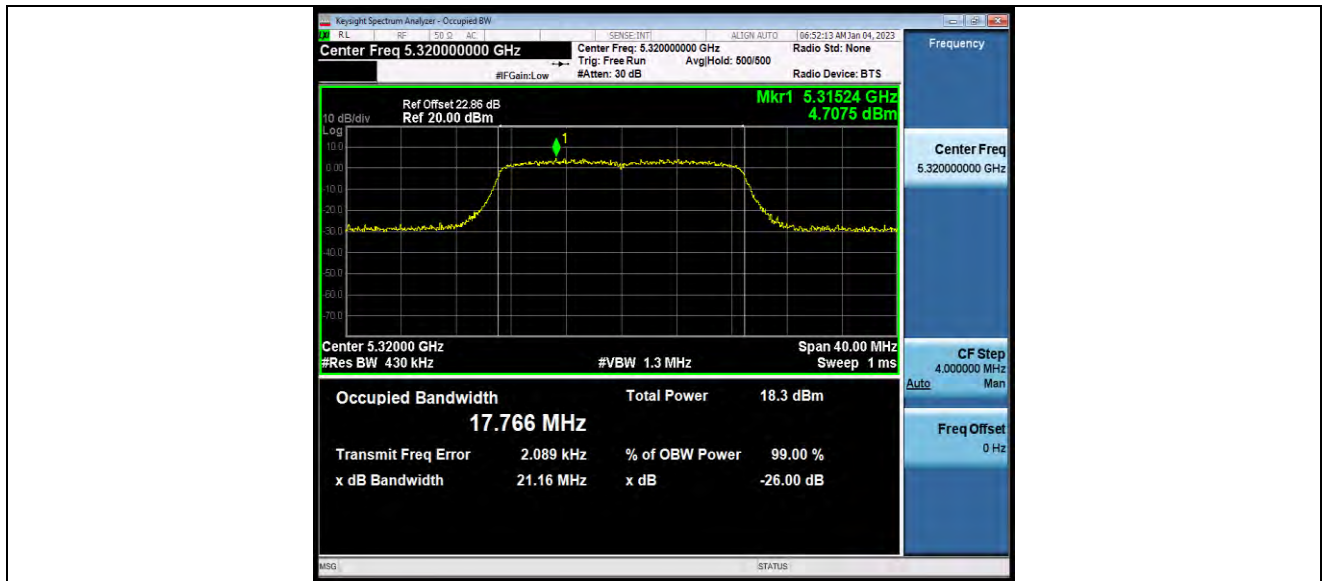 Keysight Spectrum Analyzer - Occupied BW
RL RF 50 Ω AC SENSE:INT ALIGN AUTO 06:52:13 AM Jan 04, 2023
Center Freq 5.320000000 GHz
Center Freq: 5.320000000 GHz Radio Std: None
Trig: Free Run Avg|Hold: 500/500
#IFGain:Low #Atten: 30 dB Radio Device: BTS
Mkr1 5.31524 GHz
4.7075 dBm
Ref Offset 22.86 dB
10 dB/div Ref 20.00 dBm
Log
1
10.0
0.00
-10.0
-20.0
-30.0
-40.0
-50.0
-60.0
-70.0
Center 5.32000 GHz Span 40.00 MHz
#Res BW 430 kHz #VBW 1.3 MHz Sweep 1 ms
Occupied Bandwidth Total Power 18.3 dBm
17.766 MHz
Transmit Freq Error 2.089 kHz % of OBW Power 99.00 %
x dB Bandwidth 21.16 MHz x dB -26.00 dB
MSG STATUS
Frequency
Center Freq
5.320000000 GHz
CF Step
4.000000 MHz
Auto Man
Freq Offset
0 Hz